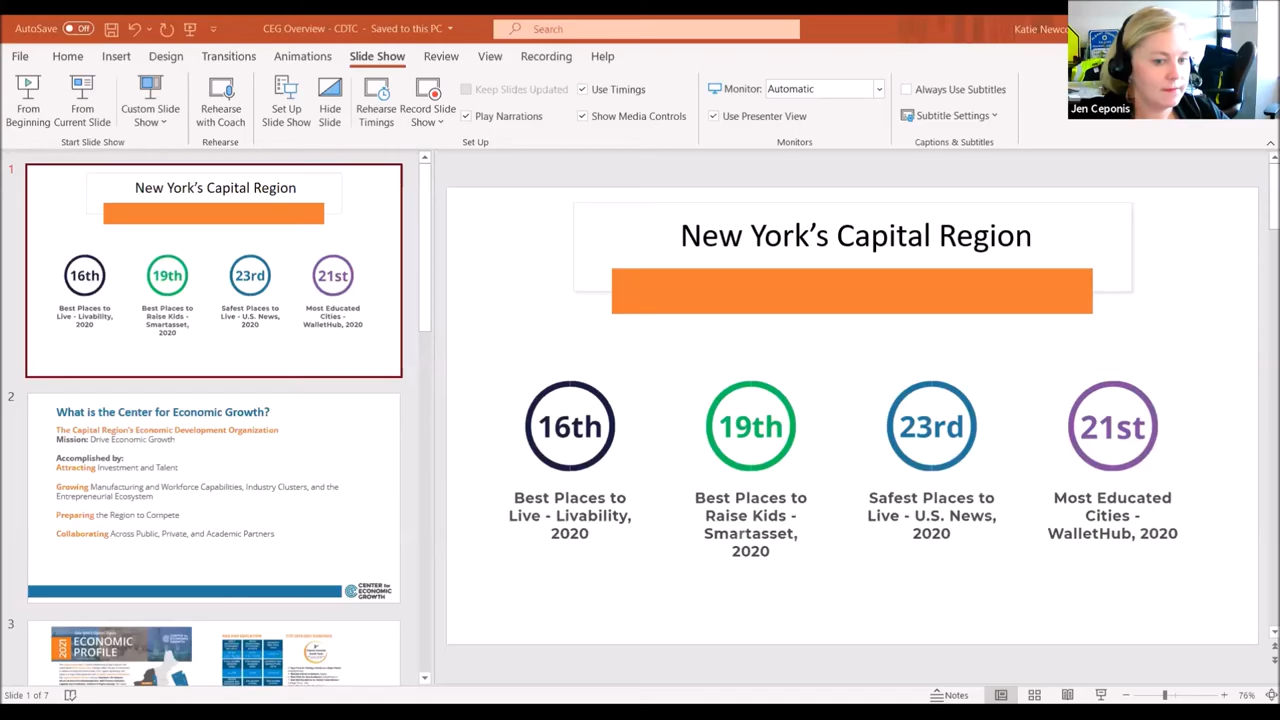 AutoSave Off
CEG Overview - CDTC - Saved to this PC
Search
Katie Newco
File Home Insert Design Transitions Animations Slide Show Review View Recording Help
From Beginning
From Current Slide
Custom Slide Show
Rehearse with Coach
Set Up Slide Show
Hide Slide
Rehearse Timings
Record Slide Show
Keep Slides Updated
Use Timings
Play Narrations
Show Media Controls
Monitor: Automatic
Use Presenter View
Always Use Subtitles
Subtitle Settings
Start Slide Show
Rehearse
Set Up
Monitors
Captions & Subtitles
Jen Ceponis
1
New York's Capital Region
16th 19th 23rd 21st
Best Places to
Live - Livability,
2020
Best Places to
Raise Kids -
Smartasset,
2020
Safest Places to
Live - U.S. News,
2020
Most Educated
Cities -
WalletHub, 2020
2
What is the Center for Economic Growth?
The Capital Region's Economic Development Organization
Mission: Drive Economic Growth
Accomplished by:
Attracting Investment and Talent
Growing Manufacturing and Workforce Capabilities, Industry Clusters, and the
Entrepreneurial Ecosystem
Preparing the Region to Compete
Collaborating Across Public, Private, and Academic Partners
CENTER for
ECONOMIC
GROWTH
3
2021
ECONOMIC
PROFILE
New York's Capital Region
16th
Best Places to
Live - Livability,
2020
19th
Best Places to
Raise Kids -
Smartasset,
2020
23rd
Safest Places to
Live - U.S. News,
2020
21st
Most Educated
Cities -
WalletHub, 2020
Slide 1 of 7
Notes
76%